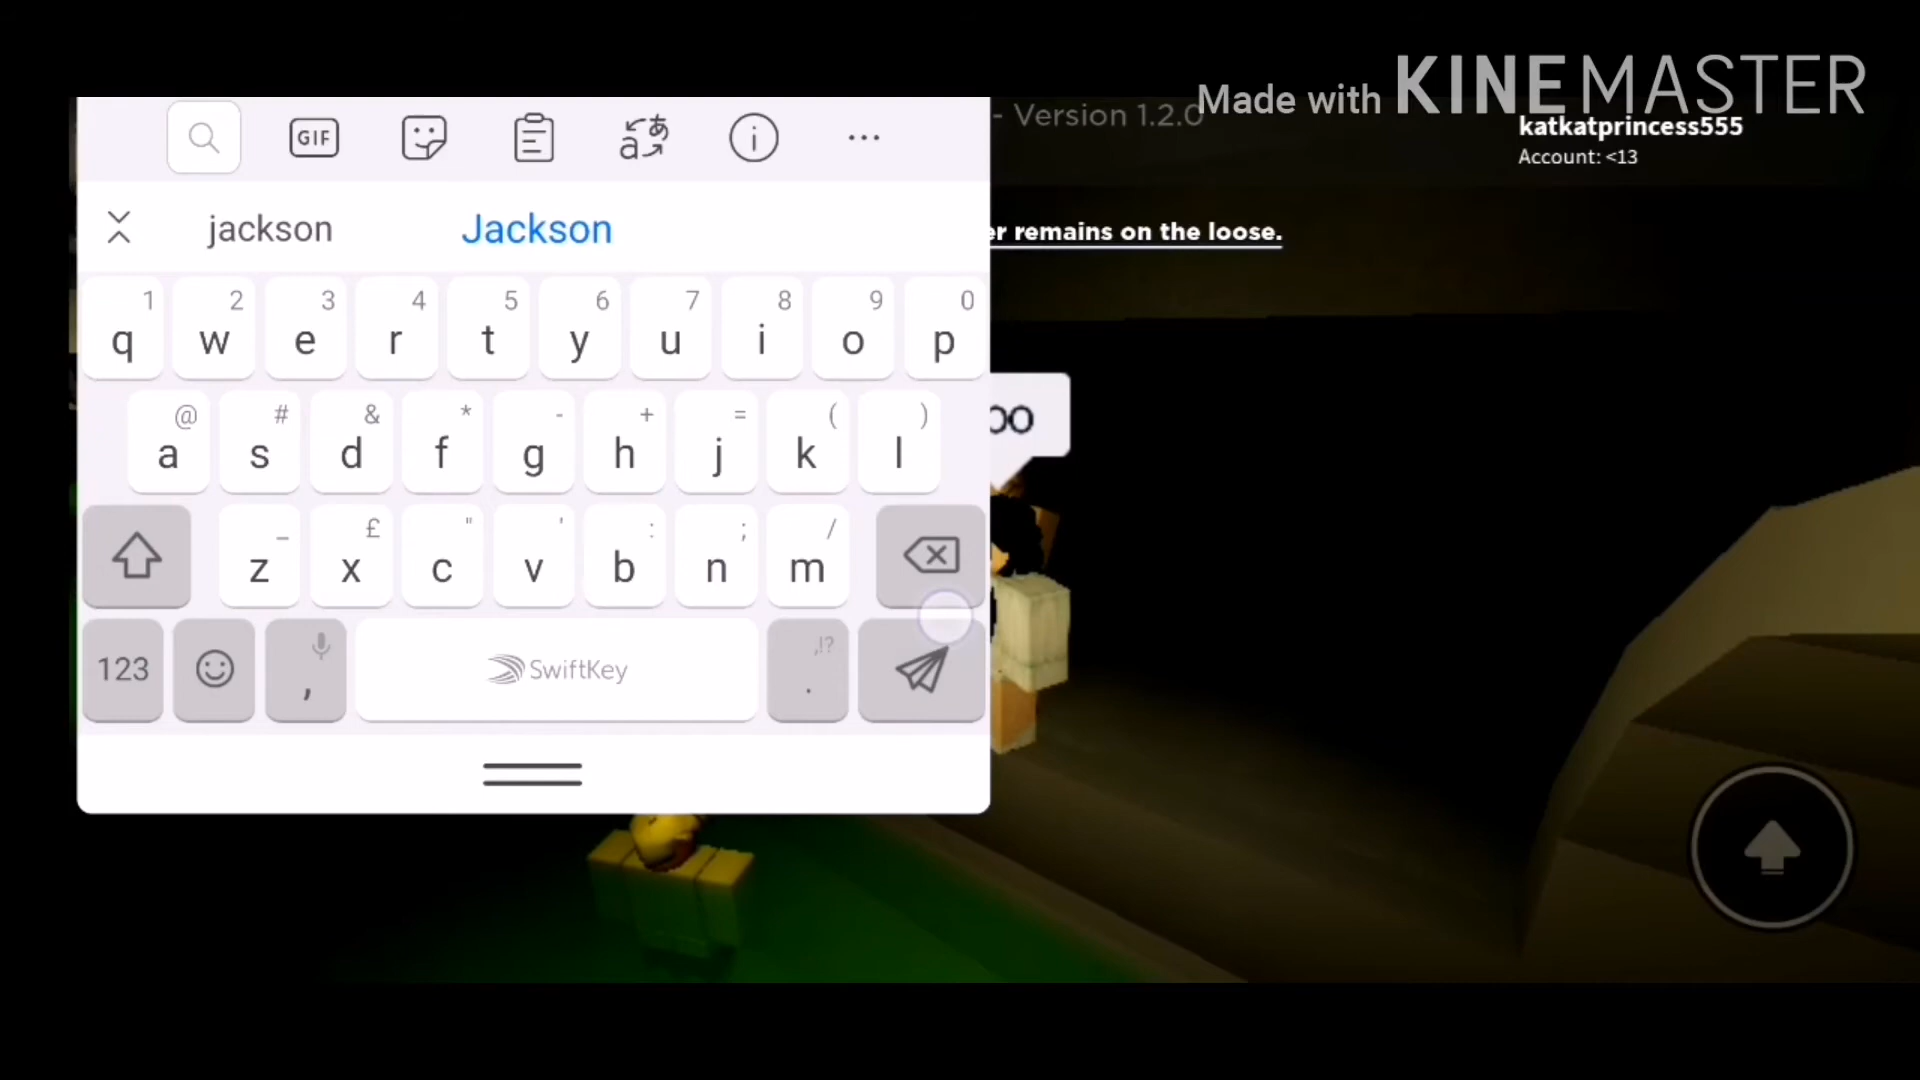 Made with KINEMASTER
- Version 1.2.0
katkatprincess555
Account: <13
GIF
jackson Jackson
remains on the loose.
1 2 3 4 5 6 7 8 9 0
q w e r t y u i o p
@ # & * - + = ( )
a s d f g h j k l
_ £ " ' : ; /
z x c v b n m
123 , SwiftKey ,!? .